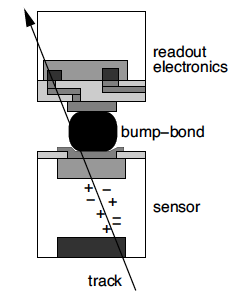 readout
electronics
bump-bond
+ −
− +
+ −
+ −
sensor
track